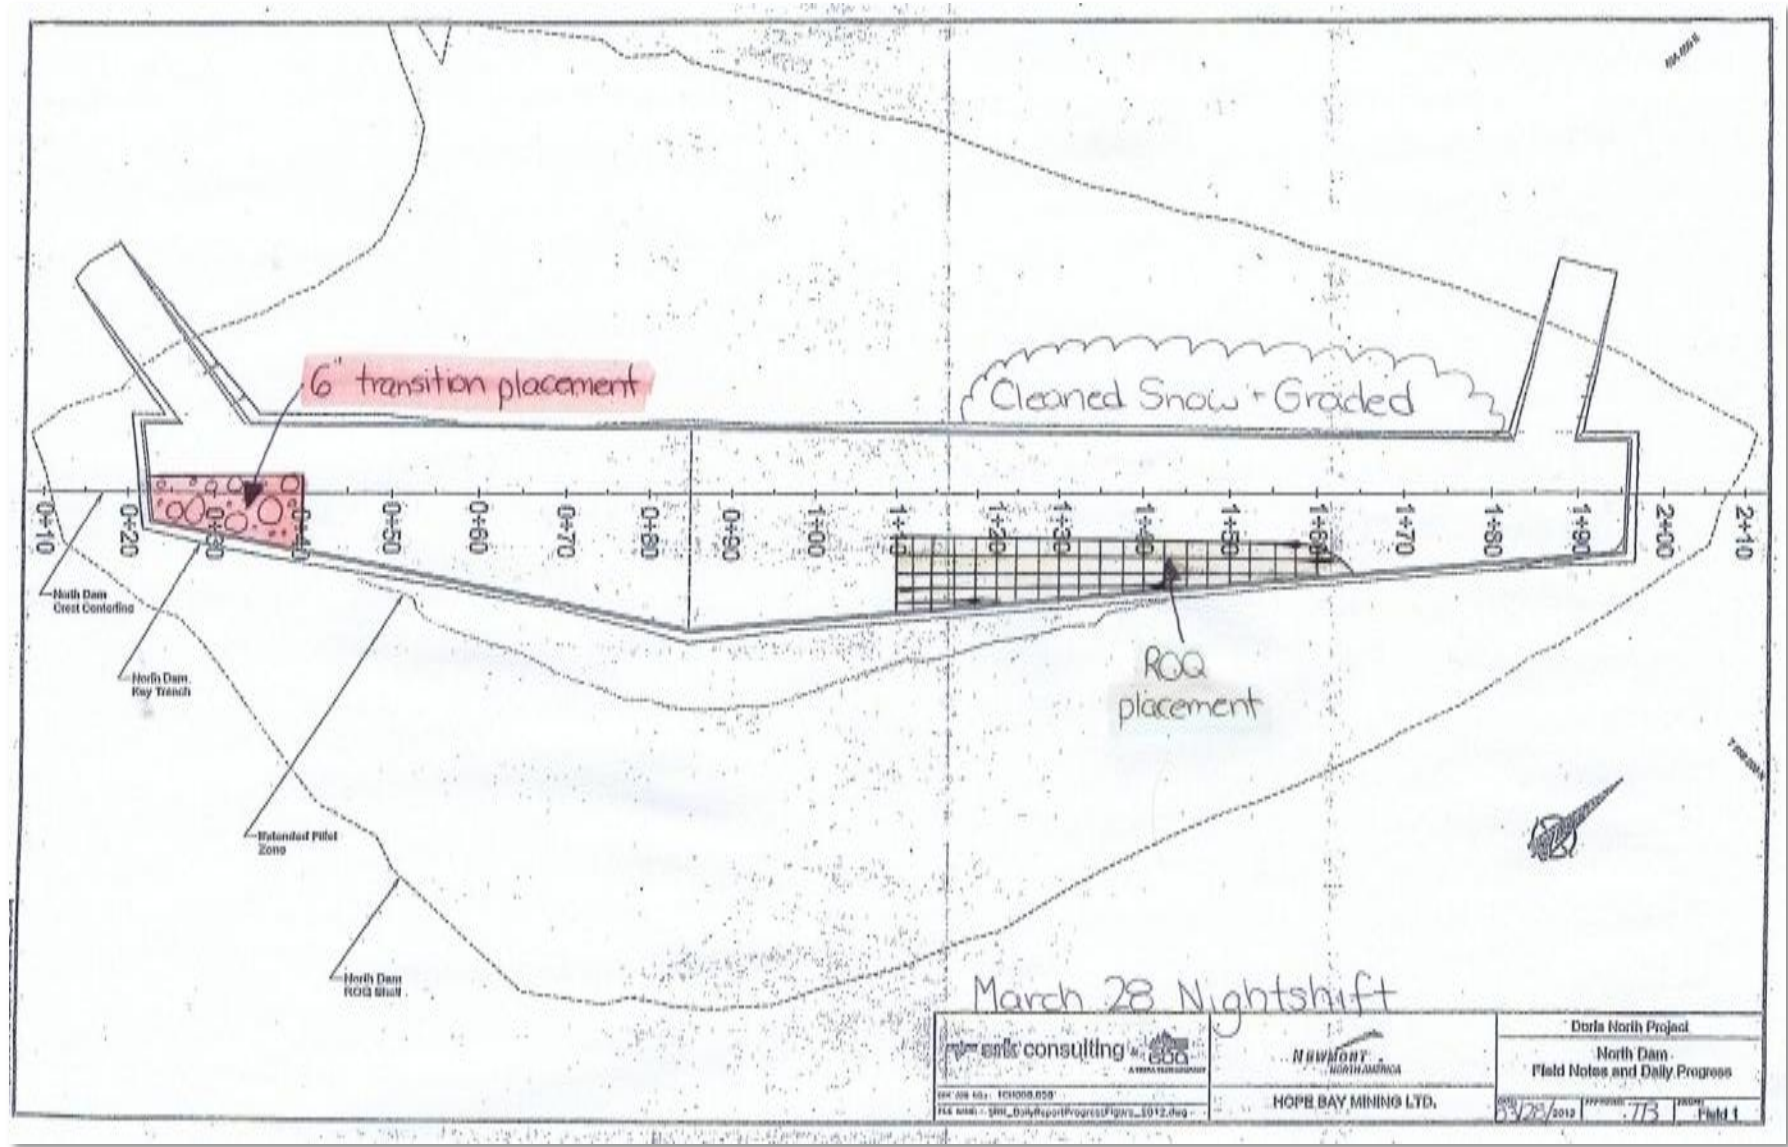 6" transition placement
Cleaned Snow + Graded
0+10
0+20
0+30
0+40
0+50
0+60
0+70
0+80
0+90
1+00
1+10
1+20
1+30
1+40
1+50
1+60
1+70
1+80
1+90
2+00
2+10
North Dam
Crest Centerline
North Dam
Key Trench
ROQ
placement
Extended Fillet
Zone
North Dam
ROQ Shell
March 28 Nightshift
srk consulting
NEWMONT
NORTH AMERICA
HOPE BAY MINING LTD.
Doris North Project
North Dam
Field Notes and Daily Progress
SRK_DailyReportProgressFigure_2012.dwg
03/28/2012
Field 1